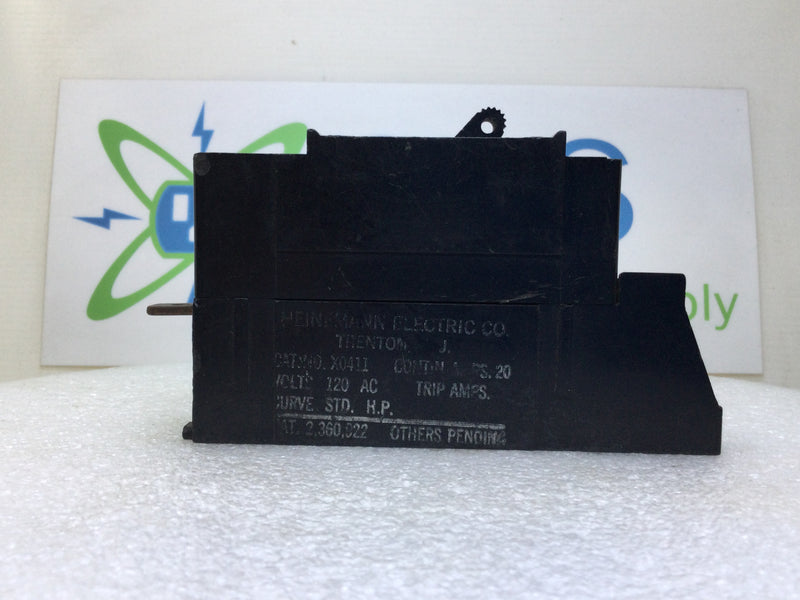 HEINEMANN ELECTRIC CO.
TRENTON, J.
CAT. NO. X0411 CONTIN. AMPS. 20
VOLTS 120 AC TRIP AMPS.
CURVE STD. H.P.
PAT. 2,360,922 OTHERS PENDING
S
ply